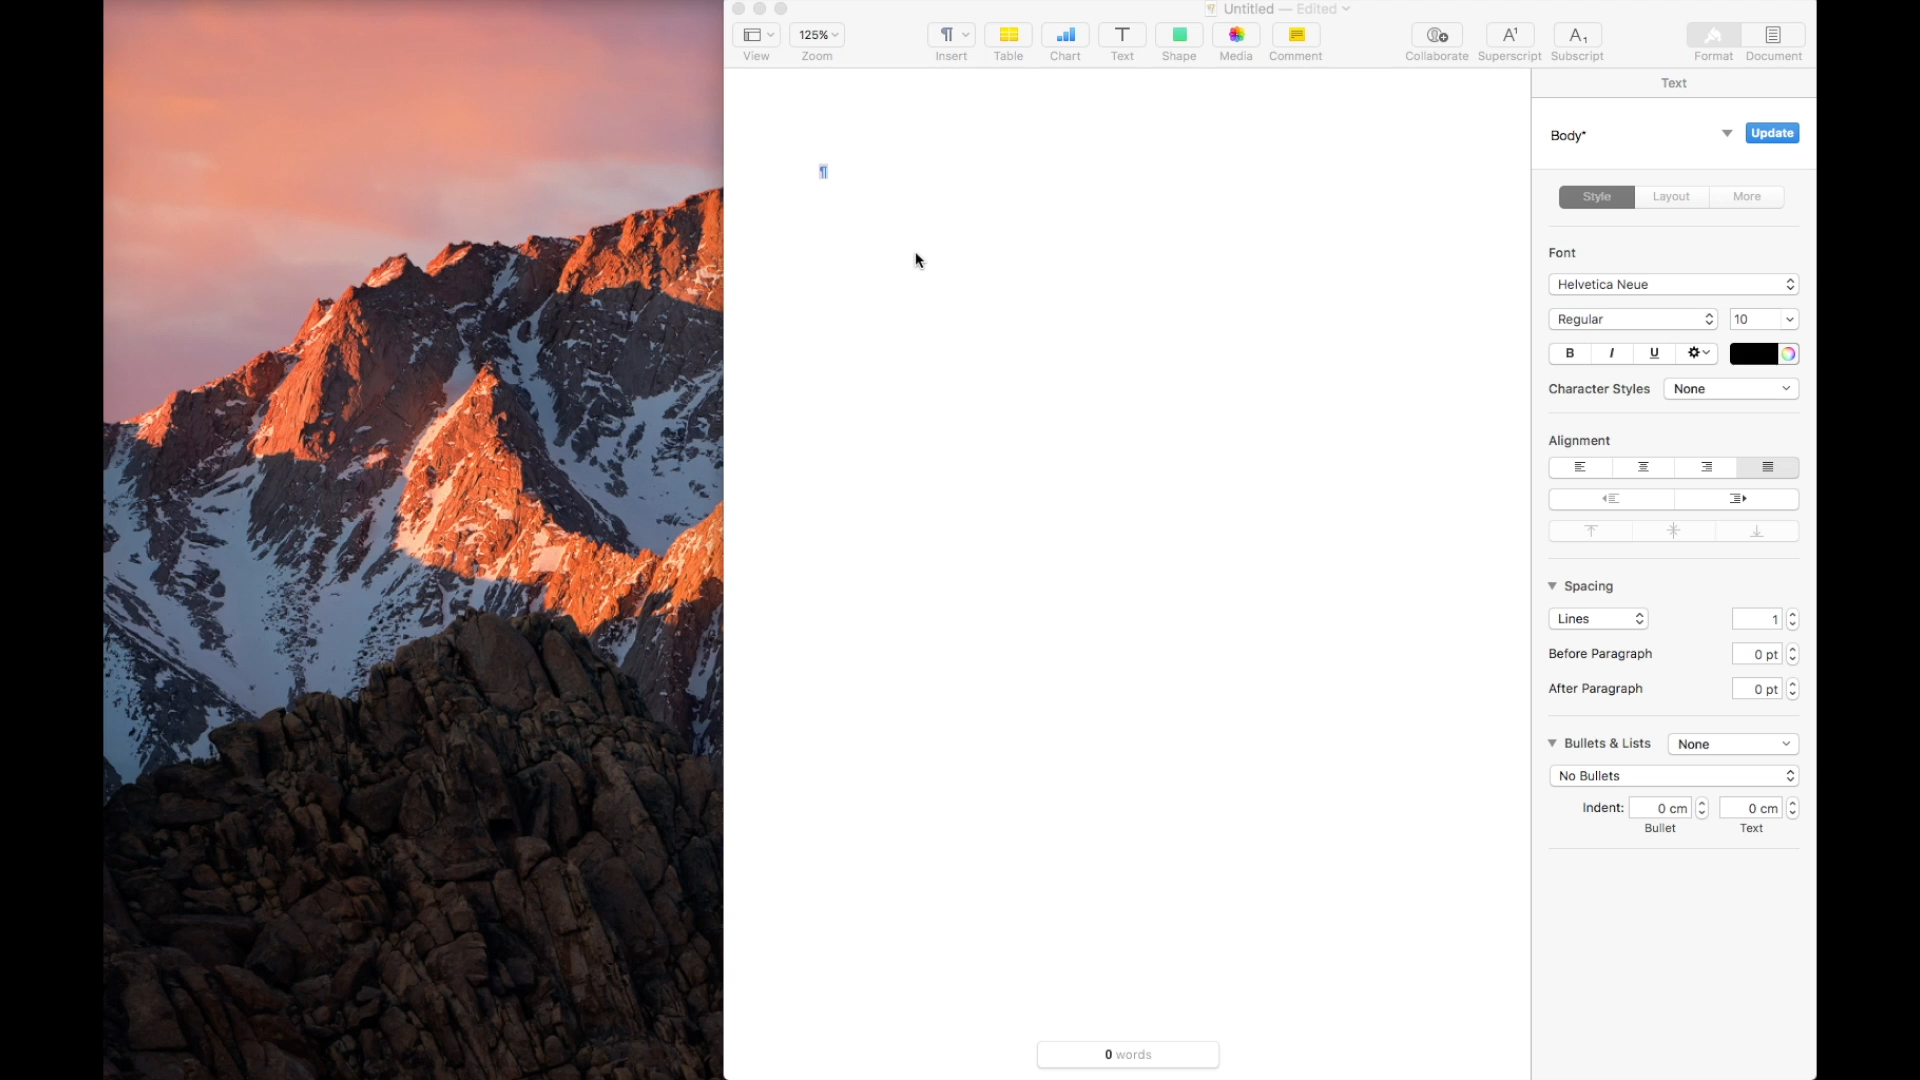 Untitled — Edited
125%
View
Zoom
¶
Insert
Table
Chart
T
Text
Shape
Media
Comment
Collaborate
A¹
Superscript
A₁
Subscript
Format
Document
Text
¶
Body*
Update
Style
Layout
More
Font
Helvetica Neue
Regular
10
B
I
U
Character Styles
None
Alignment
Spacing
Lines
1
Before Paragraph
0 pt
After Paragraph
0 pt
Bullets & Lists
None
No Bullets
Indent:
0 cm
0 cm
Bullet
Text
0 words